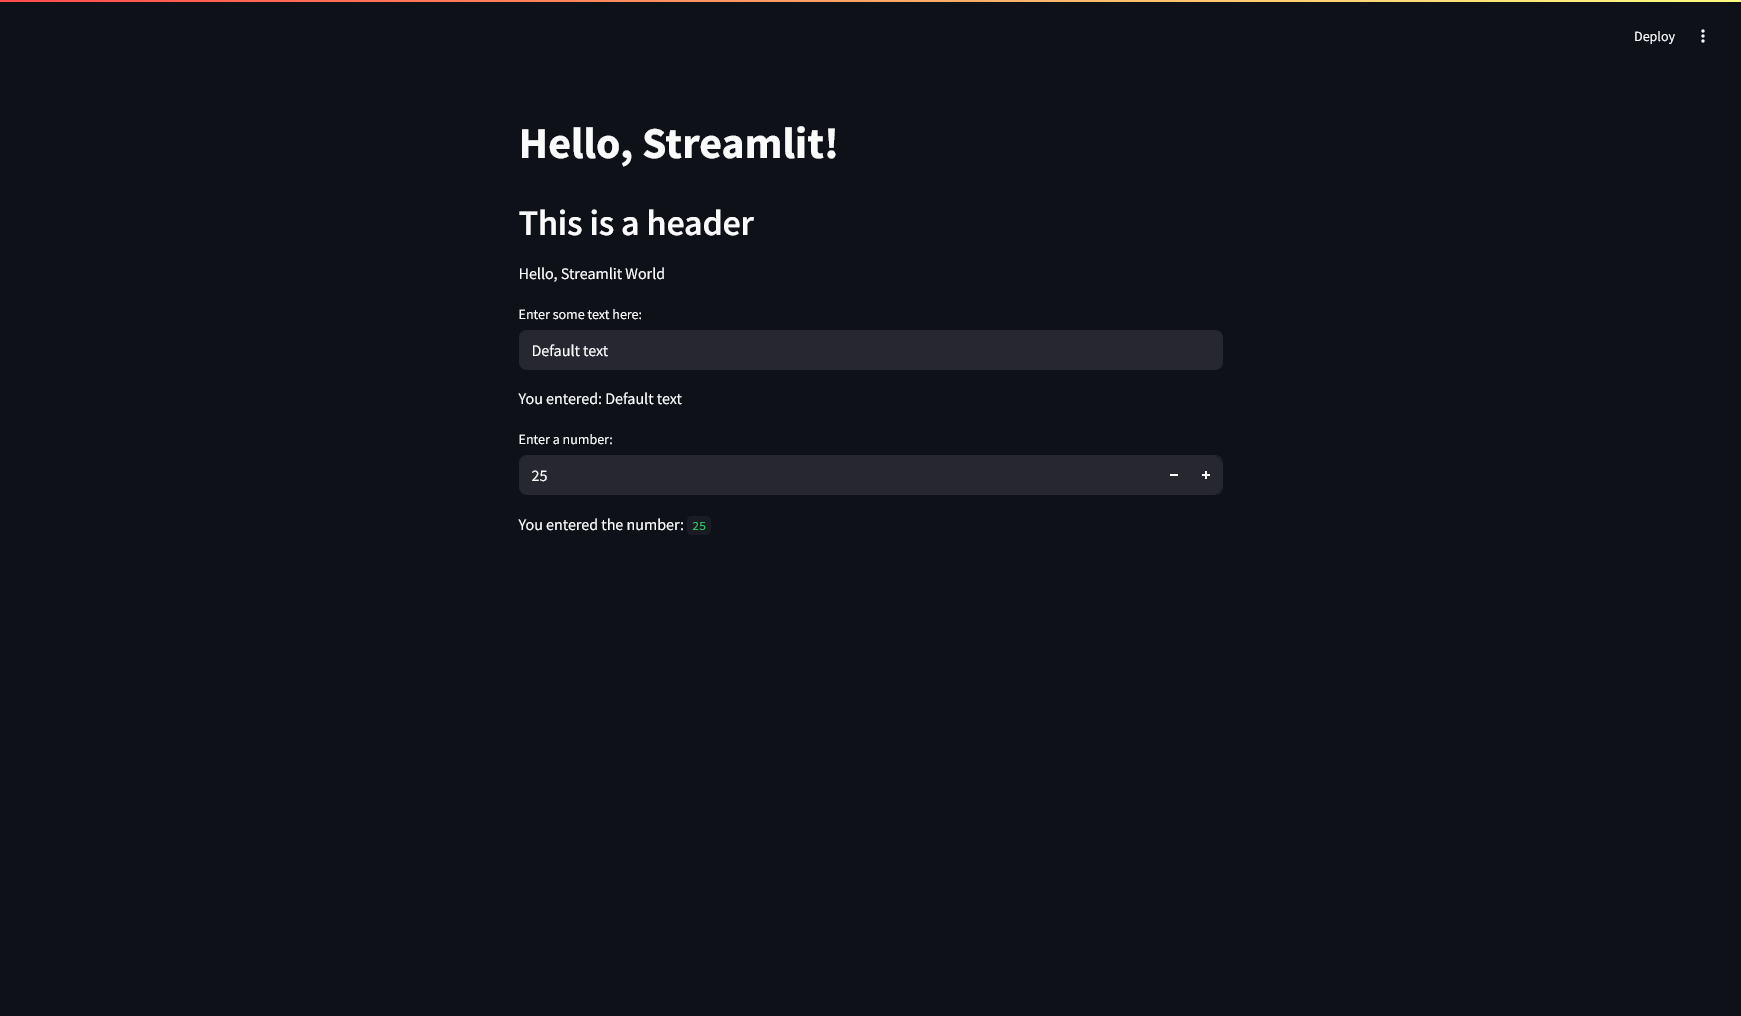 Deploy
Hello, Streamlit!
This is a header
Hello, Streamlit World
Enter some text here:
Default text
You entered: Default text
Enter a number:
25
You entered the number: 25